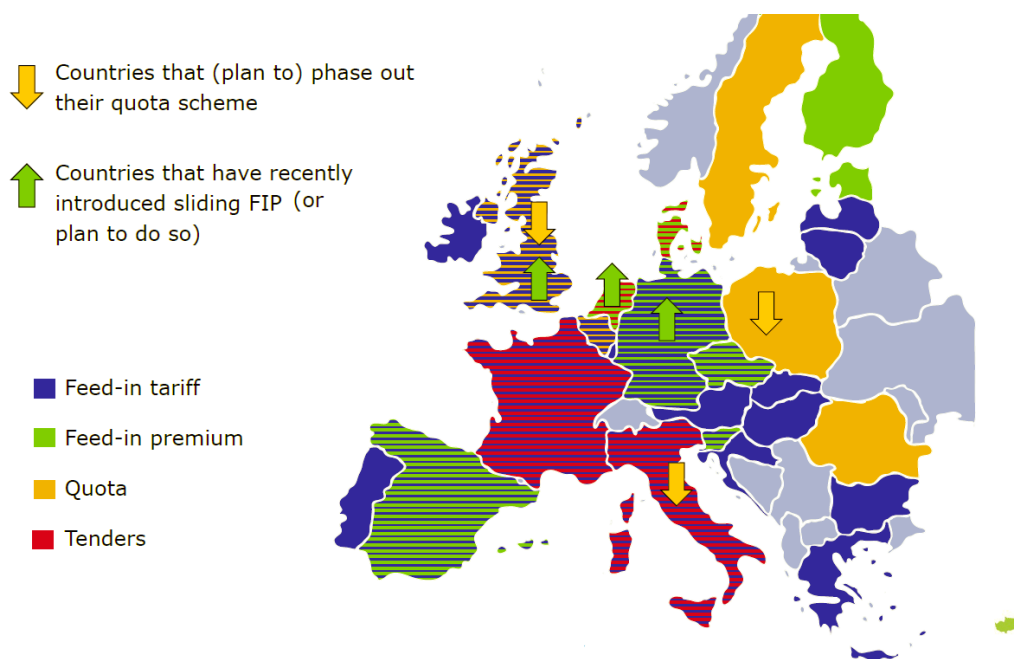 Countries that (plan to) phase out
their quota scheme
Countries that have recently
introduced sliding FIP (or
plan to do so)
Feed-in tariff
Feed-in premium
Quota
Tenders